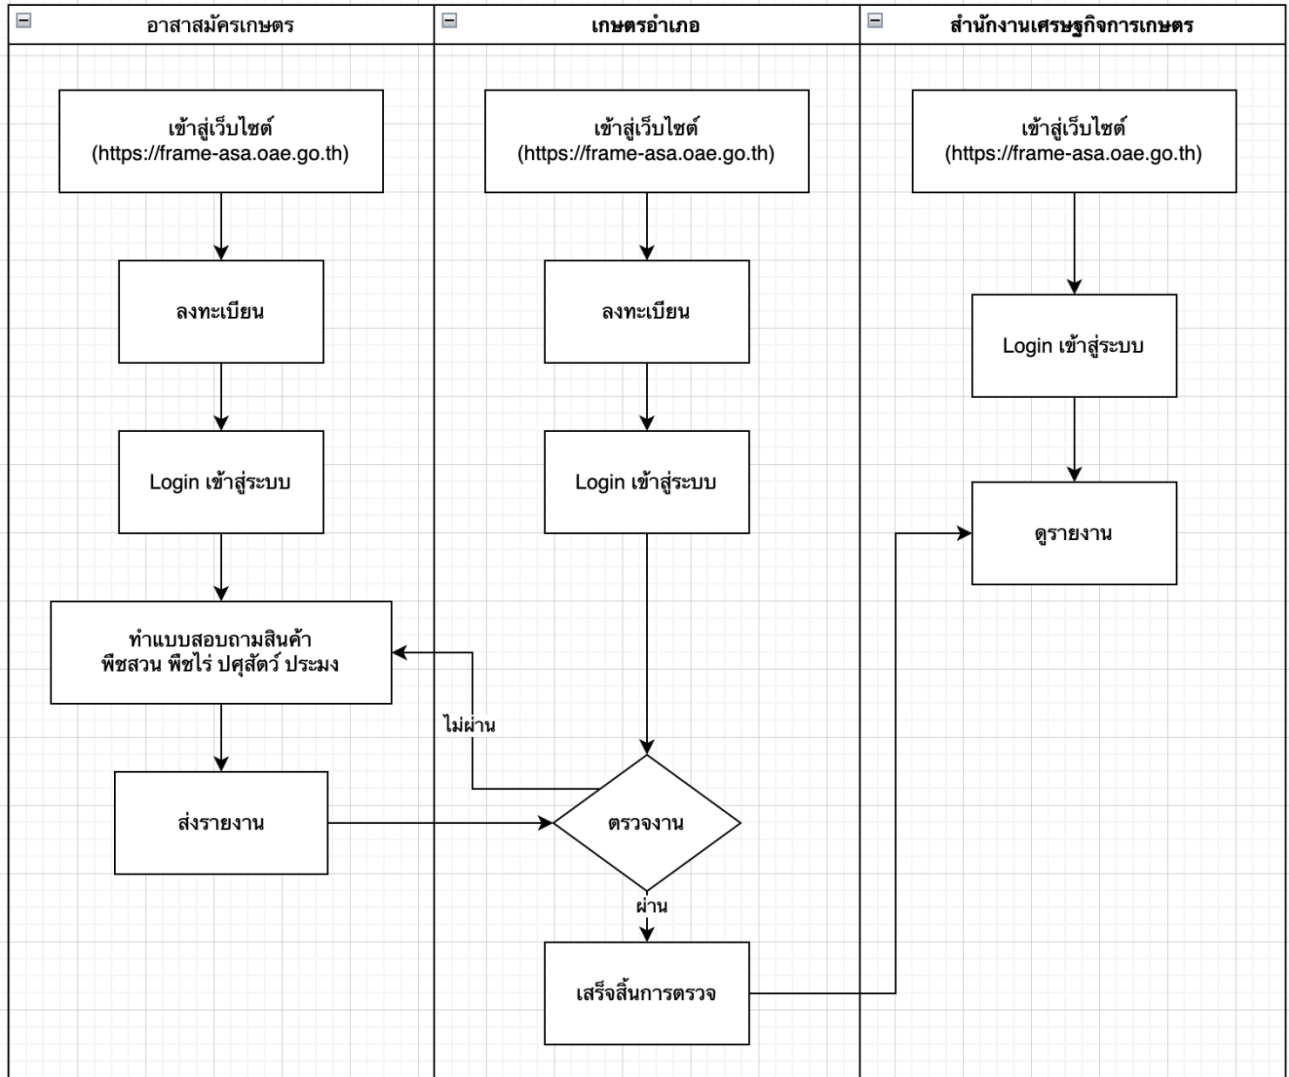 อาสาสมัครเกษตร
เกษตรอำเภอ
สำนักงานเศรษฐกิจการเกษตร
เข้าสู่เว็บไซต์
(https://frame-asa.oae.go.th)
ลงทะเบียน
Login เข้าสู่ระบบ
ทำแบบสอบถามสินค้า
พืชสวน พืชไร่ ปศุสัตว์ ประมง
ส่งรายงาน
เข้าสู่เว็บไซต์
(https://frame-asa.oae.go.th)
ลงทะเบียน
Login เข้าสู่ระบบ
ไม่ผ่าน
ตรวจงาน
ผ่าน
เสร็จสิ้นการตรวจ
เข้าสู่เว็บไซต์
(https://frame-asa.oae.go.th)
Login เข้าสู่ระบบ
ดูรายงาน